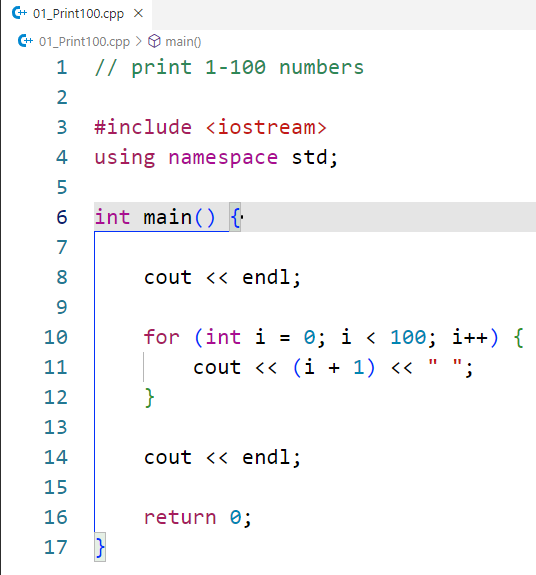 01_Print100.cpp ×
01_Print100.cpp > main()
1 // print 1-100 numbers
2
3 #include <iostream>
4 using namespace std;
5
6 int main() {
7
8     cout << endl;
9
10     for (int i = 0; i < 100; i++) {
11         cout << (i + 1) << " ";
12     }
13
14     cout << endl;
15
16     return 0;
17 }